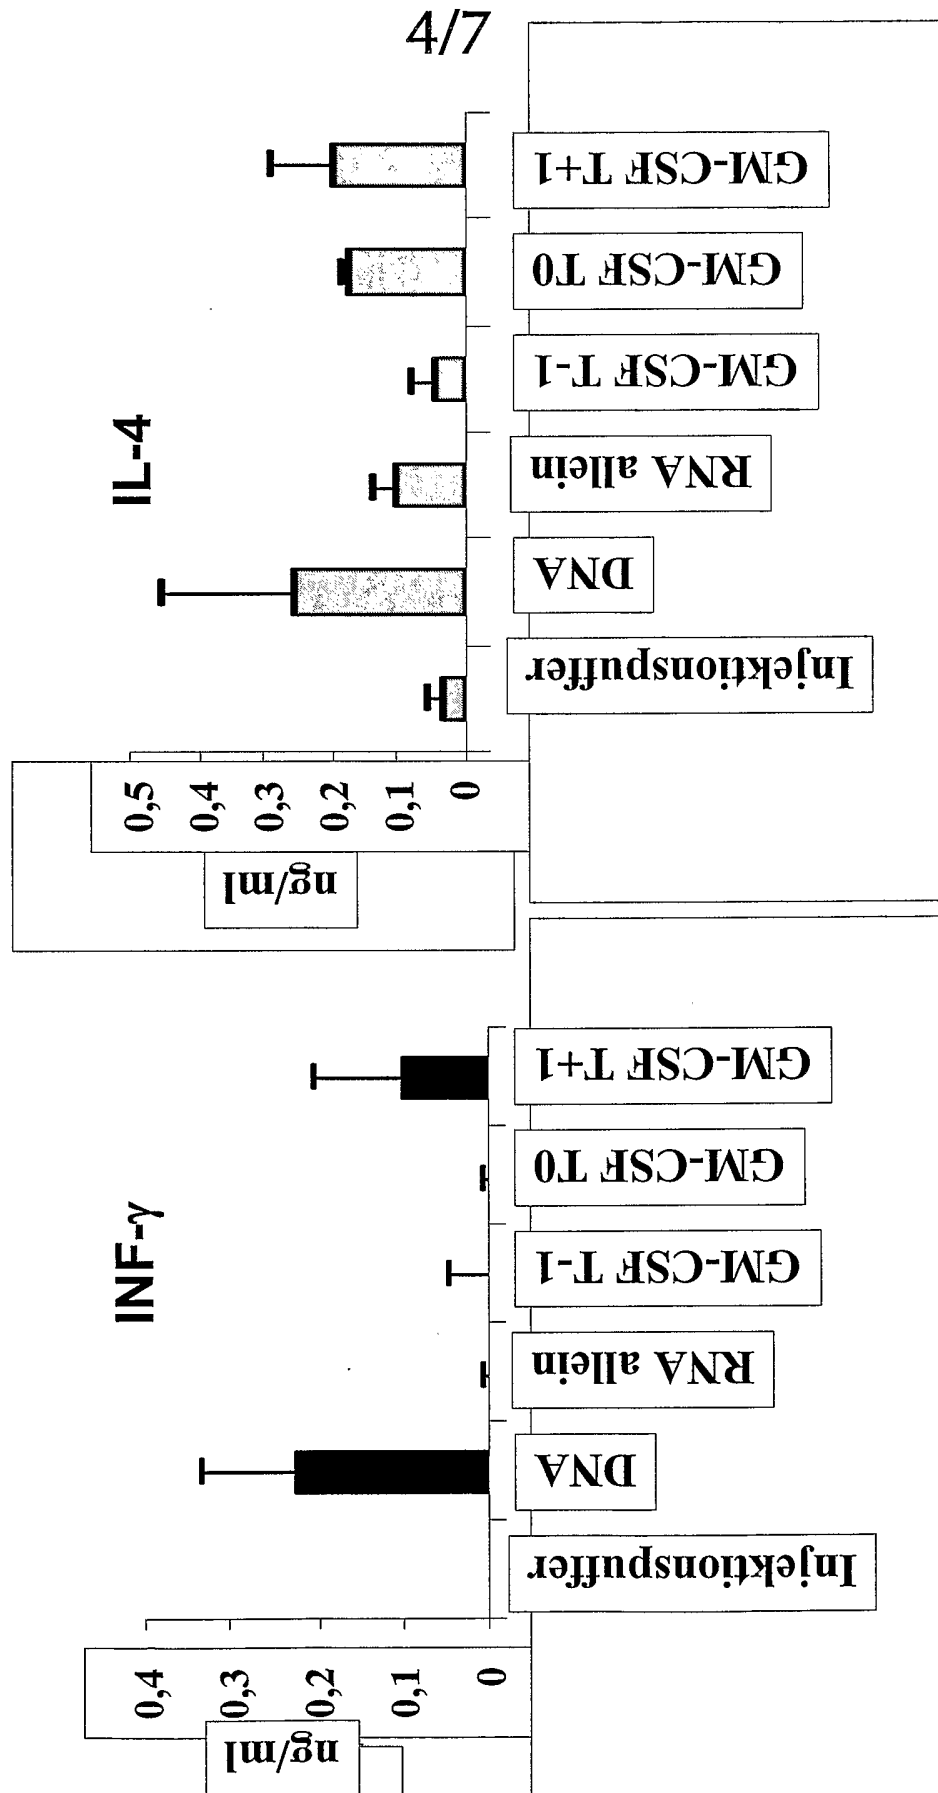 4/7
INF-γ
ng/ml
0,4
0,3
0,2
0,1
0
Injektionspuffer
DNA
RNA allein
GM-CSF T-1
GM-CSF T0
GM-CSF T+1
IL-4
ng/ml
0,5
0,4
0,3
0,2
0,1
0
Injektionspuffer
DNA
RNA allein
GM-CSF T-1
GM-CSF T0
GM-CSF T+1